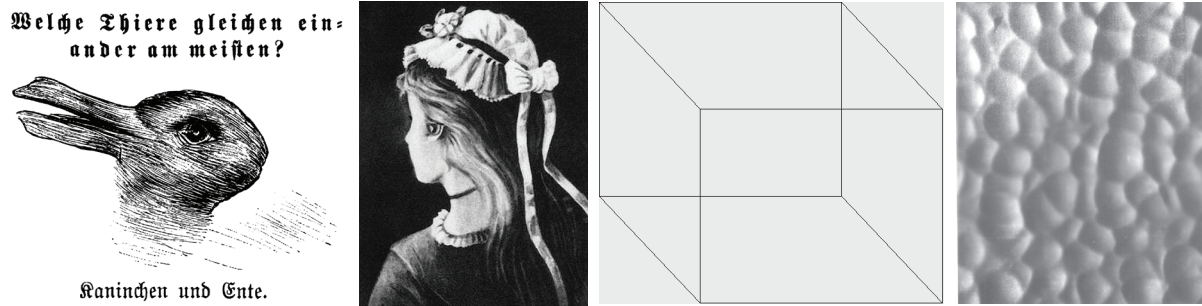 Welche Thiere gleichen ein⸗
ander am meiſten?
Kaninchen und Ente.